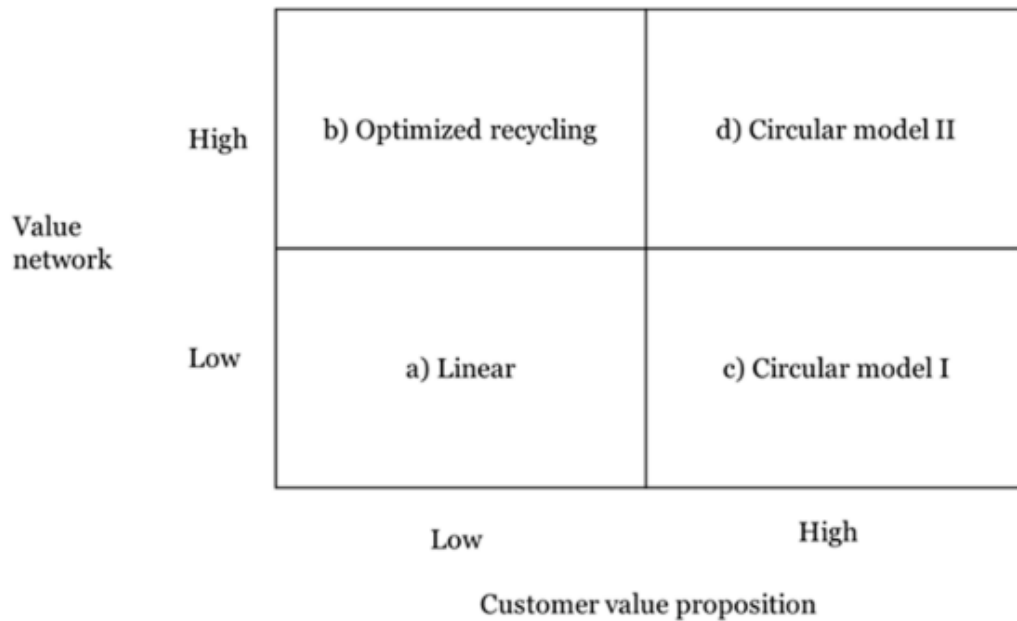 High
b) Optimized recycling
d) Circular model II
Value
network
Low
a) Linear
c) Circular model I
Low
High
Customer value proposition